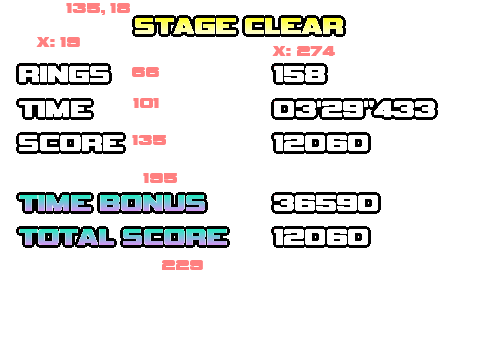 135, 18
STAGE CLEAR
X: 19
X: 274
RINGS 66 158
TIME 101 03'29"433
SCORE 135 12060
195
TIME BONUS 36590
TOTAL SCORE 12060
229